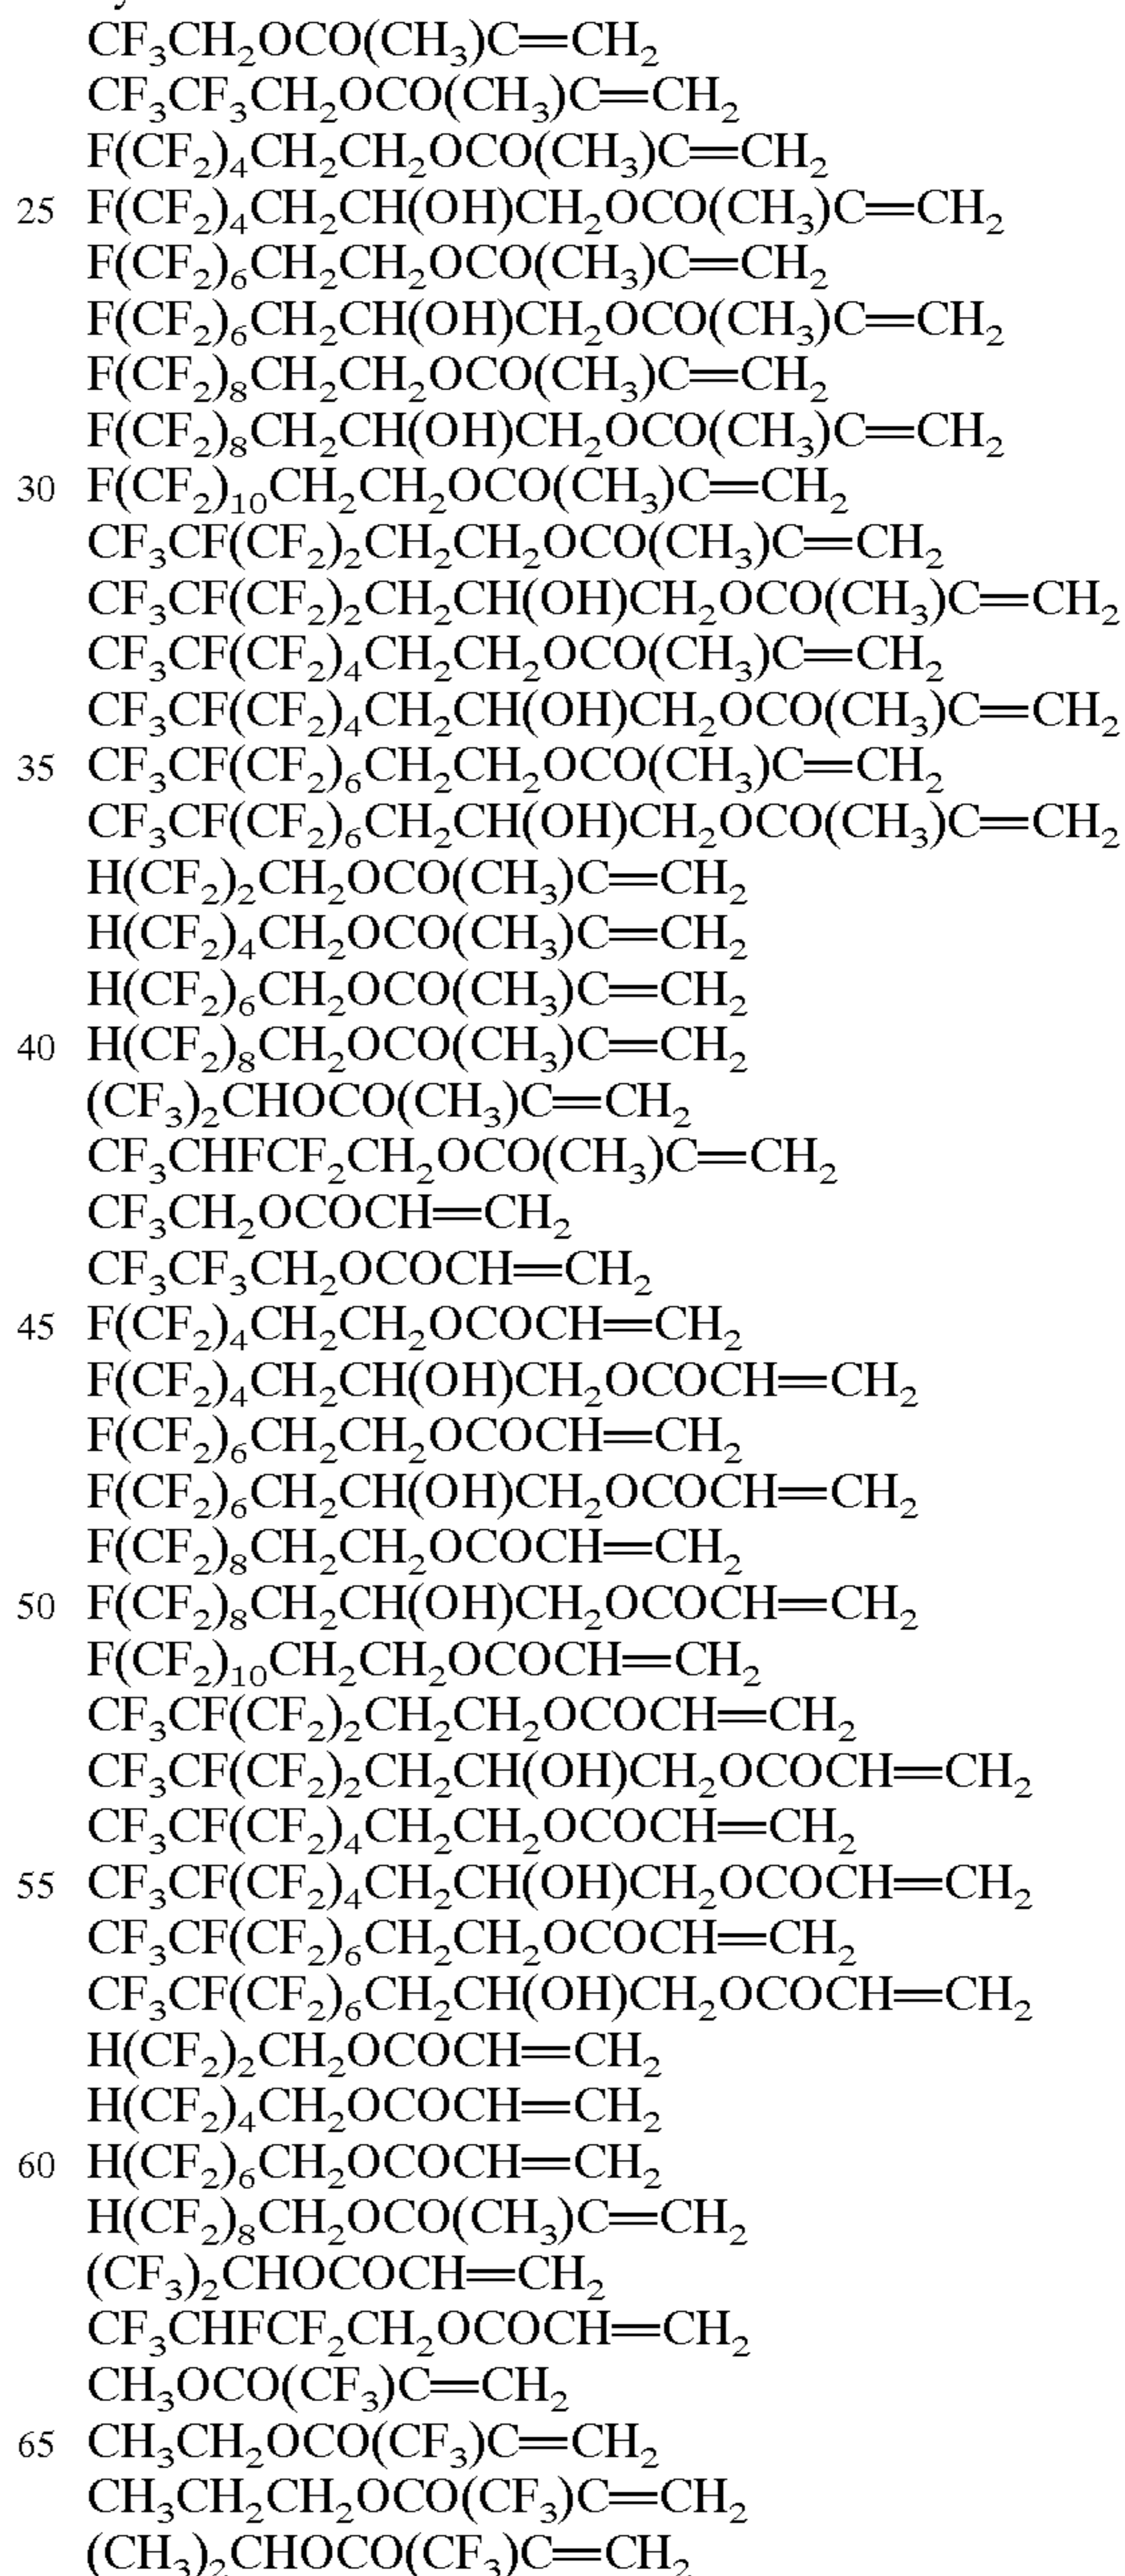 CF₃CH₂OCO(CH₃)C=CH₂
CF₃CF₃CH₂OCO(CH₃)C=CH₂
F(CF₂)₄CH₂CH₂OCO(CH₃)C=CH₂
25 F(CF₂)₄CH₂CH(OH)CH₂OCO(CH₃)C=CH₂
F(CF₂)₆CH₂CH₂OCO(CH₃)C=CH₂
F(CF₂)₆CH₂CH(OH)CH₂OCO(CH₃)C=CH₂
F(CF₂)₈CH₂CH₂OCO(CH₃)C=CH₂
F(CF₂)₈CH₂CH(OH)CH₂OCO(CH₃)C=CH₂
30 F(CF₂)₁₀CH₂CH₂OCO(CH₃)C=CH₂
CF₃CF(CF₂)₂CH₂CH₂OCO(CH₃)C=CH₂
CF₃CF(CF₂)₂CH₂CH(OH)CH₂OCO(CH₃)C=CH₂
CF₃CF(CF₂)₄CH₂CH₂OCO(CH₃)C=CH₂
CF₃CF(CF₂)₄CH₂CH(OH)CH₂OCO(CH₃)C=CH₂
35 CF₃CF(CF₂)₆CH₂CH₂OCO(CH₃)C=CH₂
CF₃CF(CF₂)₆CH₂CH(OH)CH₂OCO(CH₃)C=CH₂
H(CF₂)₂CH₂OCO(CH₃)C=CH₂
H(CF₂)₄CH₂OCO(CH₃)C=CH₂
H(CF₂)₆CH₂OCO(CH₃)C=CH₂
40 H(CF₂)₈CH₂OCO(CH₃)C=CH₂
(CF₃)₂CHOCO(CH₃)C=CH₂
CF₃CHFCF₂CH₂OCO(CH₃)C=CH₂
CF₃CH₂OCOCH=CH₂
CF₃CF₃CH₂OCOCH=CH₂
45 F(CF₂)₄CH₂CH₂OCOCH=CH₂
F(CF₂)₄CH₂CH(OH)CH₂OCOCH=CH₂
F(CF₂)₆CH₂CH₂OCOCH=CH₂
F(CF₂)₆CH₂CH(OH)CH₂OCOCH=CH₂
F(CF₂)₈CH₂CH₂OCOCH=CH₂
50 F(CF₂)₈CH₂CH(OH)CH₂OCOCH=CH₂
F(CF₂)₁₀CH₂CH₂OCOCH=CH₂
CF₃CF(CF₂)₂CH₂CH₂OCOCH=CH₂
CF₃CF(CF₂)₂CH₂CH(OH)CH₂OCOCH=CH₂
CF₃CF(CF₂)₄CH₂CH₂OCOCH=CH₂
55 CF₃CF(CF₂)₄CH₂CH(OH)CH₂OCOCH=CH₂
CF₃CF(CF₂)₆CH₂CH₂OCOCH=CH₂
CF₃CF(CF₂)₆CH₂CH(OH)CH₂OCOCH=CH₂
H(CF₂)₂CH₂OCOCH=CH₂
H(CF₂)₄CH₂OCOCH=CH₂
60 H(CF₂)₆CH₂OCOCH=CH₂
H(CF₂)₈CH₂OCO(CH₃)C=CH₂
(CF₃)₂CHOCOCH=CH₂
CF₃CHFCF₂CH₂OCOCH=CH₂
CH₃OCO(CF₃)C=CH₂
65 CH₃CH₂OCO(CF₃)C=CH₂
CH₃CH₂CH₂OCO(CF₃)C=CH₂
(CH₃)₂CHOCO(CF₃)C=CH₂